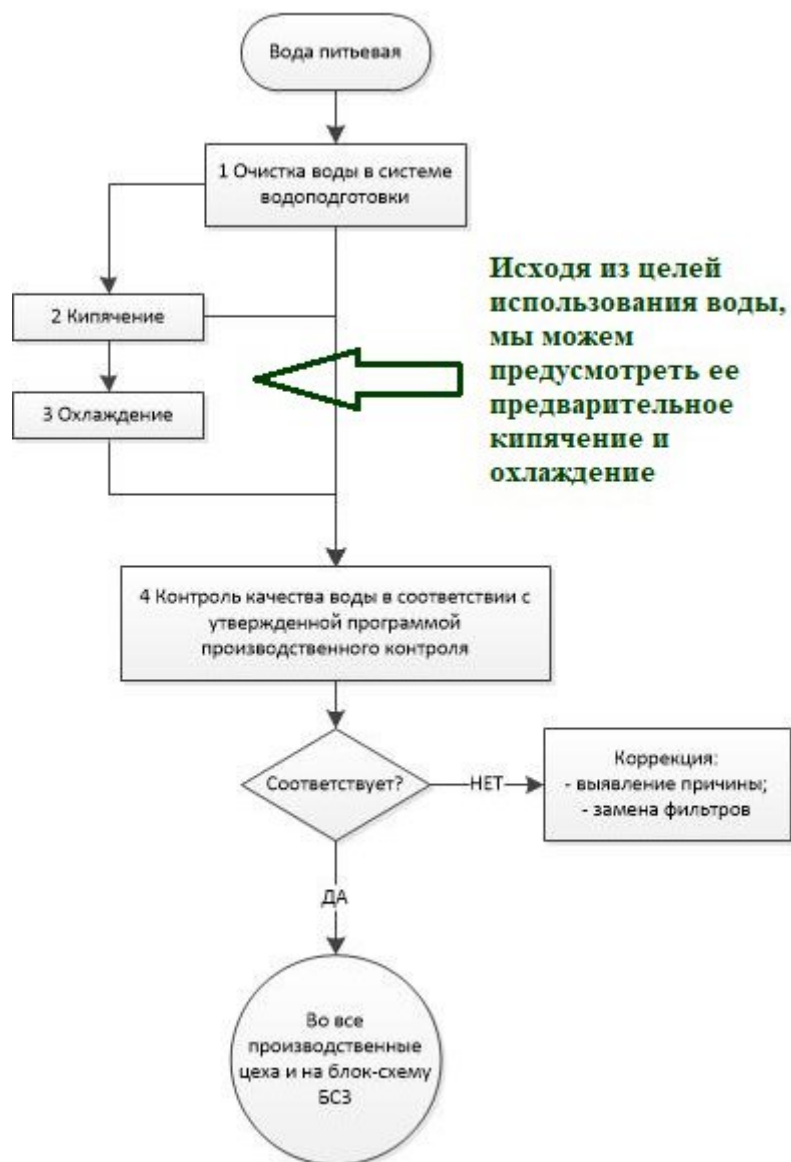 Вода питьевая
1 Очистка воды в системе
водоподготовки
Исходя из целей
использования воды,
мы можем
предусмотреть ее
предварительное
кипячение и
охлаждение
2 Кипячение
3 Охлаждение
4 Контроль качества воды в соответствии с
утвержденной программой
производственного контроля
Соответствует?
НЕТ
Коррекция:
- выявление причины;
- замена фильтров
ДА
Во все
производственные
цеха и на блок-схему
БСЗ